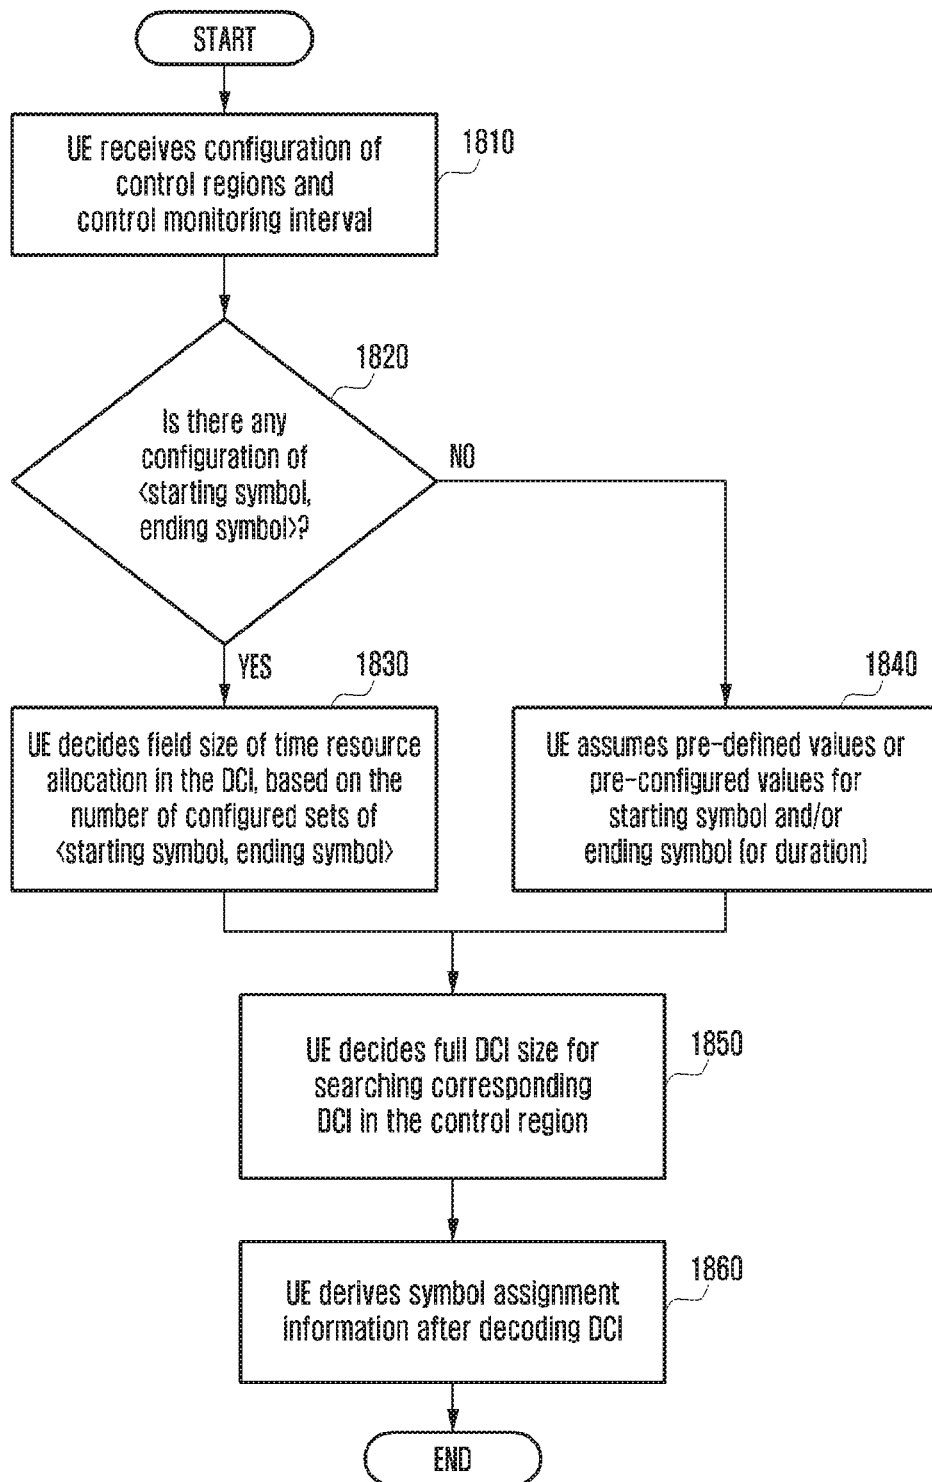 START
UE receives configuration of
control regions and
control monitoring interval
1810
1820
Is there any
configuration of
<starting symbol,
ending symbol>?
NO
YES
1830
1840
UE decides field size of time resource
allocation in the DCI, based on the
number of configured sets of
<starting symbol, ending symbol>
UE assumes pre-defined values or
pre-configured values for
starting symbol and/or
ending symbol (or duration)
UE decides full DCI size for
searching corresponding
DCI in the control region
1850
UE derives symbol assignment
information after decoding DCI
1860
END